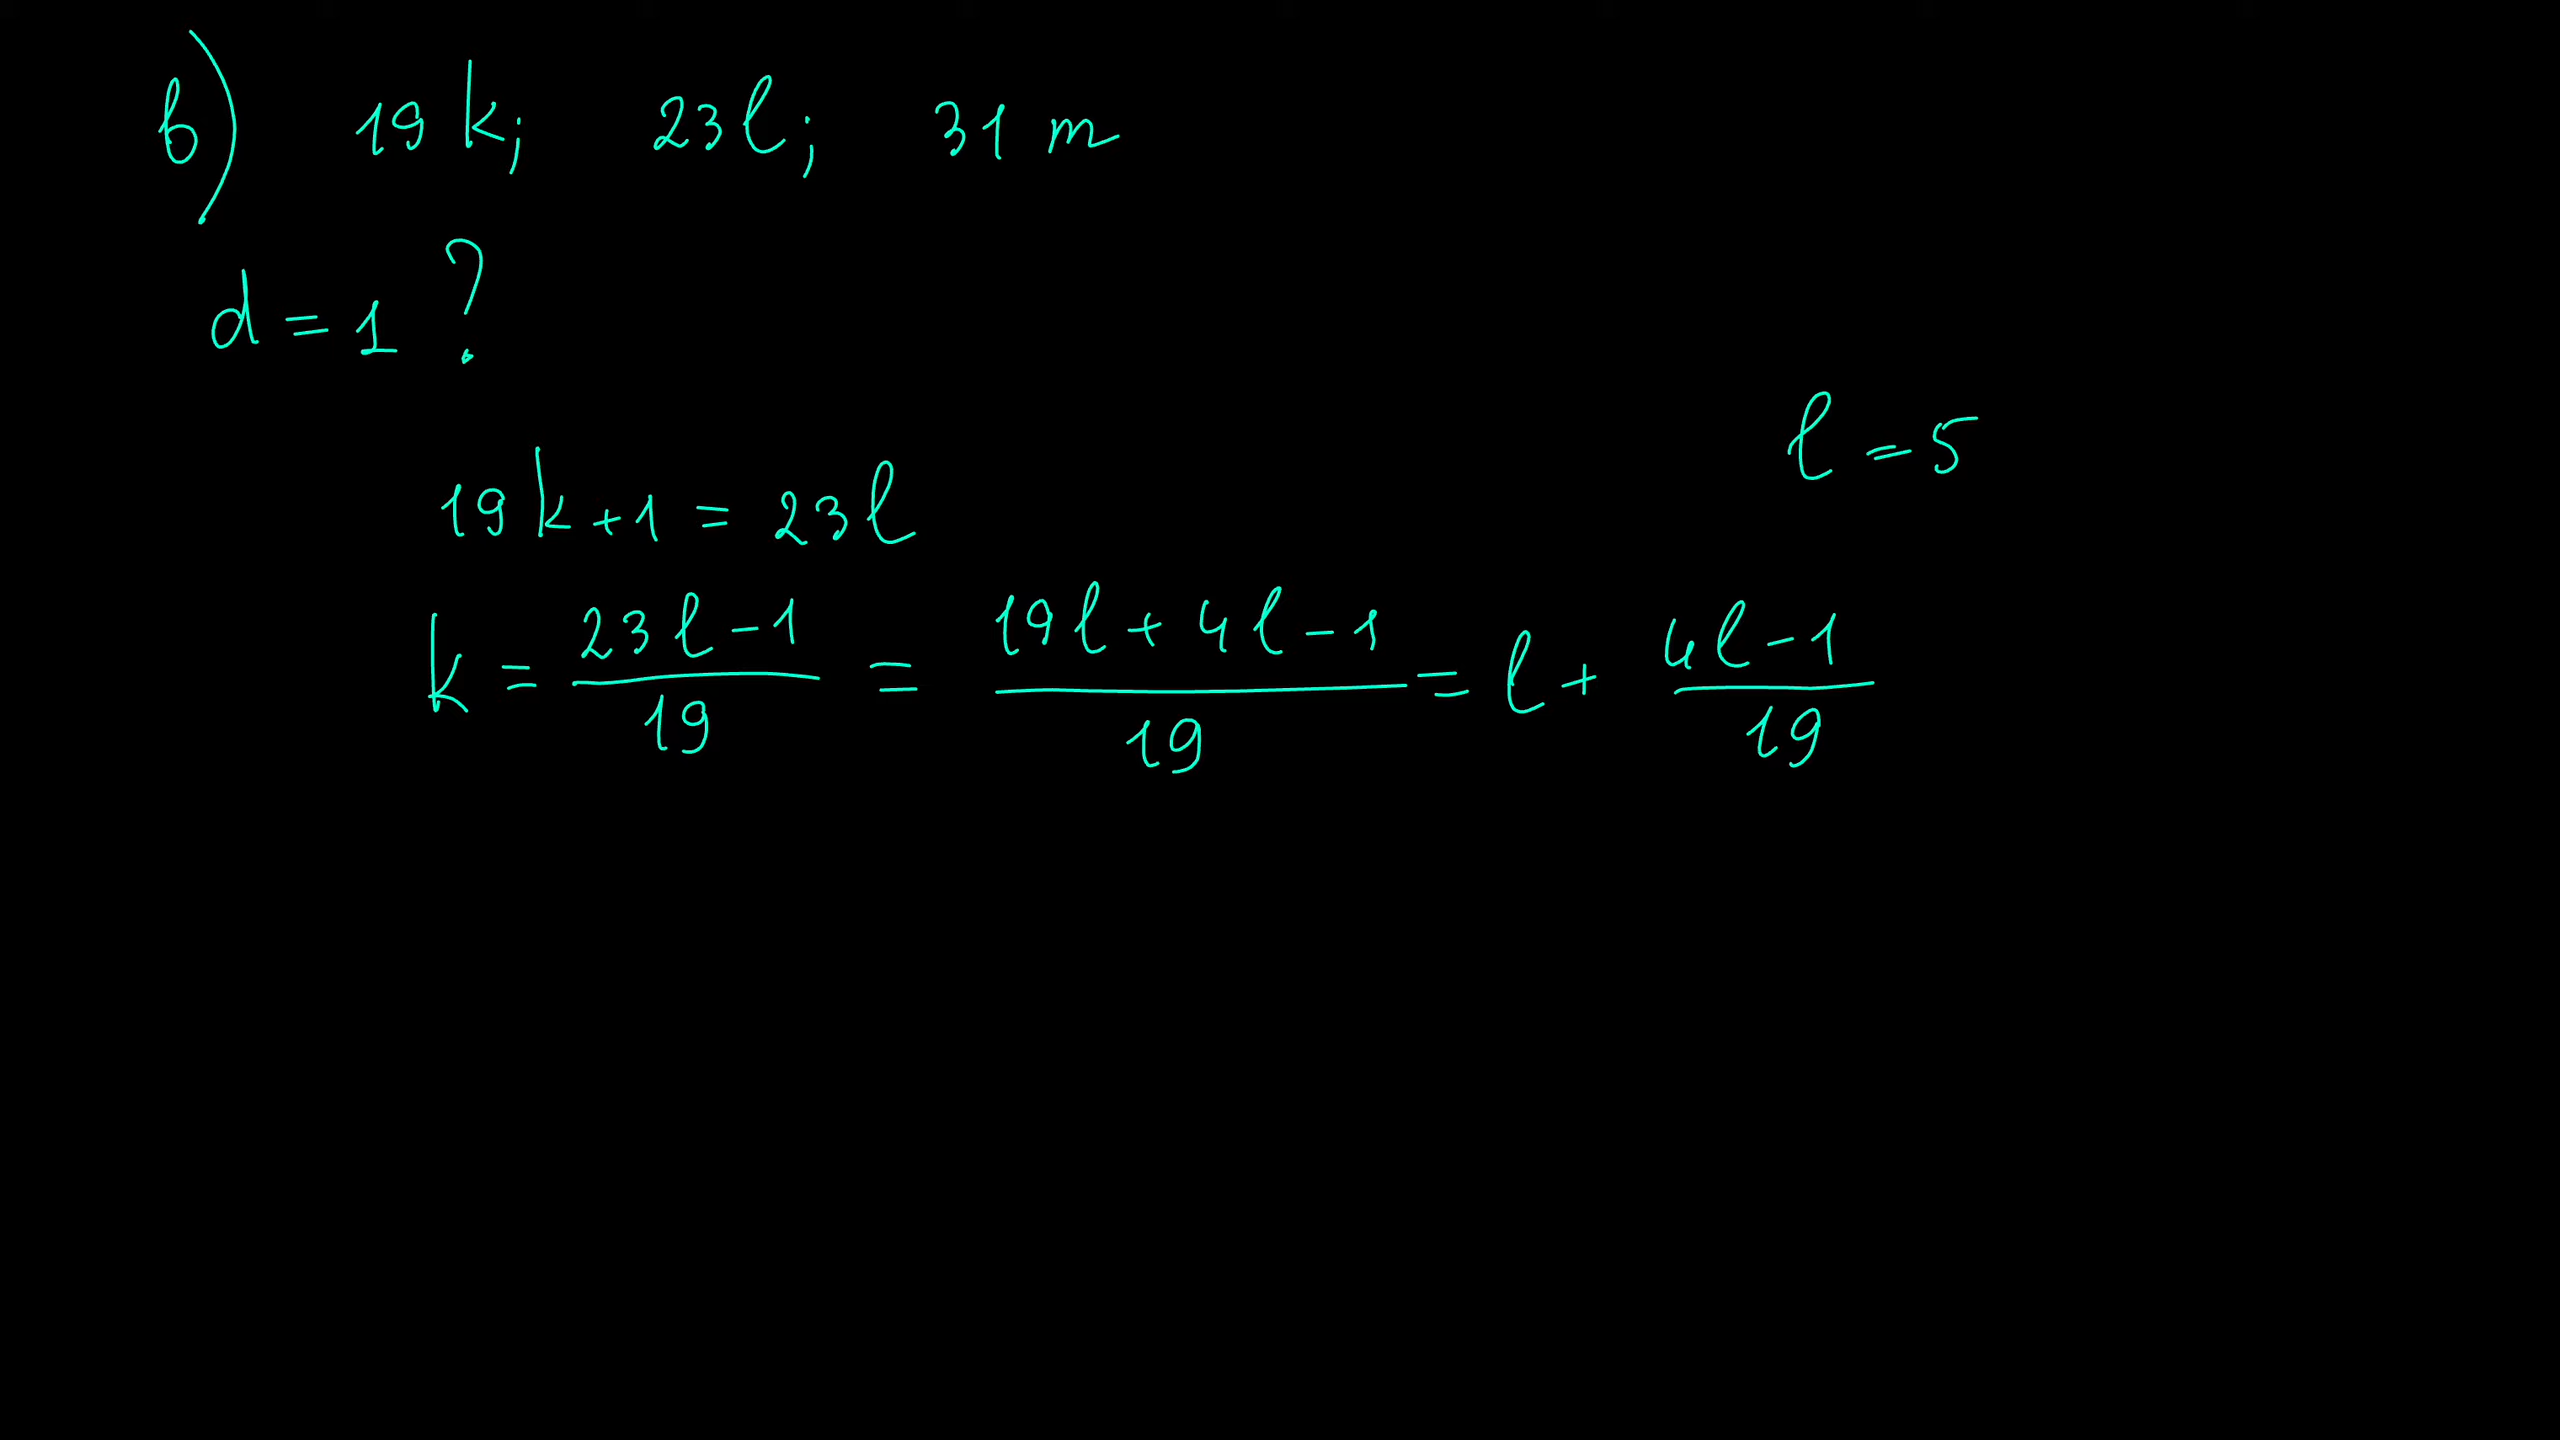 б) 19k; 23l; 31m
d = 1 ?
l = 5
19k + 1 = 23l
k = (23l - 1)/19 = (19l + 4l - 1)/19 = l + (4l - 1)/19